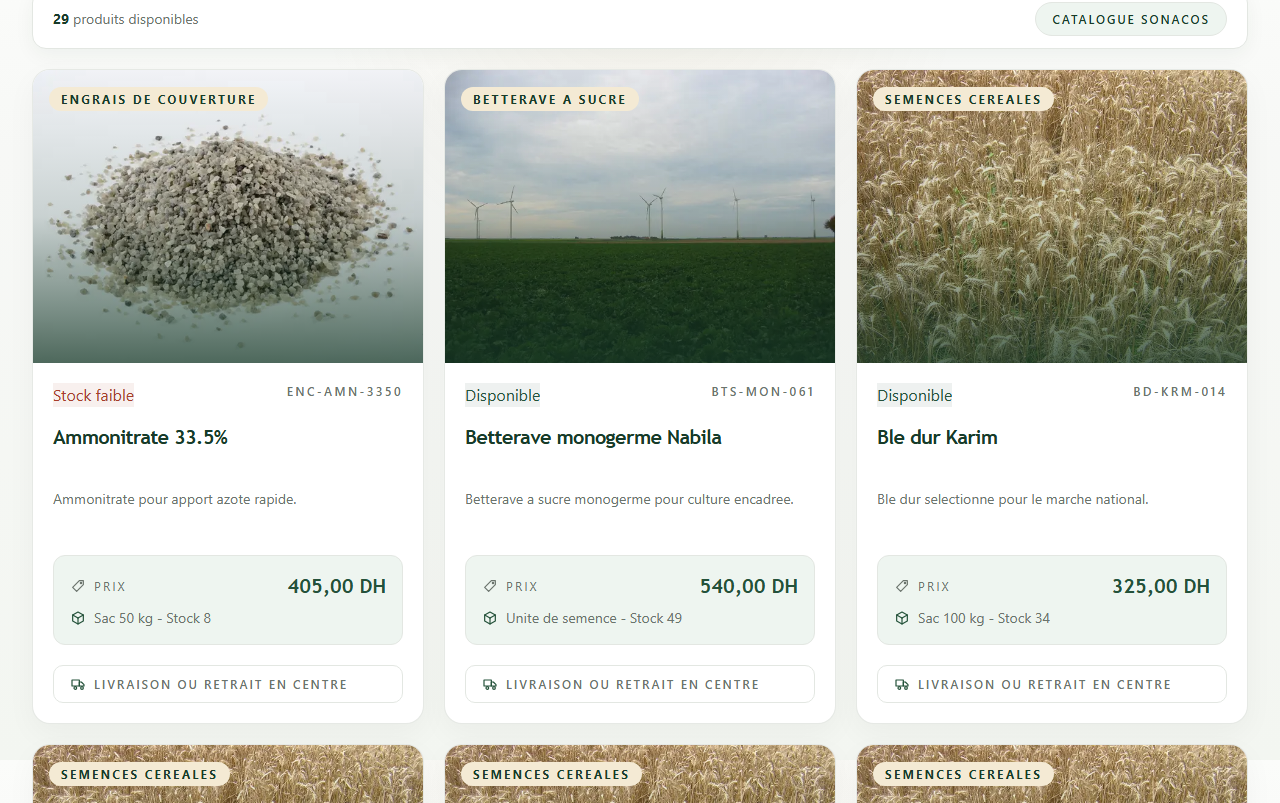 29 produits disponibles
CATALOGUE SONACOS
ENGRAIS DE COUVERTURE
Stock faible
ENC-AMN-3350
Ammonitrate 33.5%
Ammonitrate pour apport azote rapide.
PRIX
405,00 DH
Sac 50 kg - Stock 8
LIVRAISON OU RETRAIT EN CENTRE
BETTERAVE A SUCRE
Disponible
BTS-MON-061
Betterave monogerme Nabila
Betterave a sucre monogerme pour culture encadree.
PRIX
540,00 DH
Unite de semence - Stock 49
LIVRAISON OU RETRAIT EN CENTRE
SEMENCES CEREALES
Disponible
BD-KRM-014
Ble dur Karim
Ble dur selectionne pour le marche national.
PRIX
325,00 DH
Sac 100 kg - Stock 34
LIVRAISON OU RETRAIT EN CENTRE
SEMENCES CEREALES
SEMENCES CEREALES
SEMENCES CEREALES